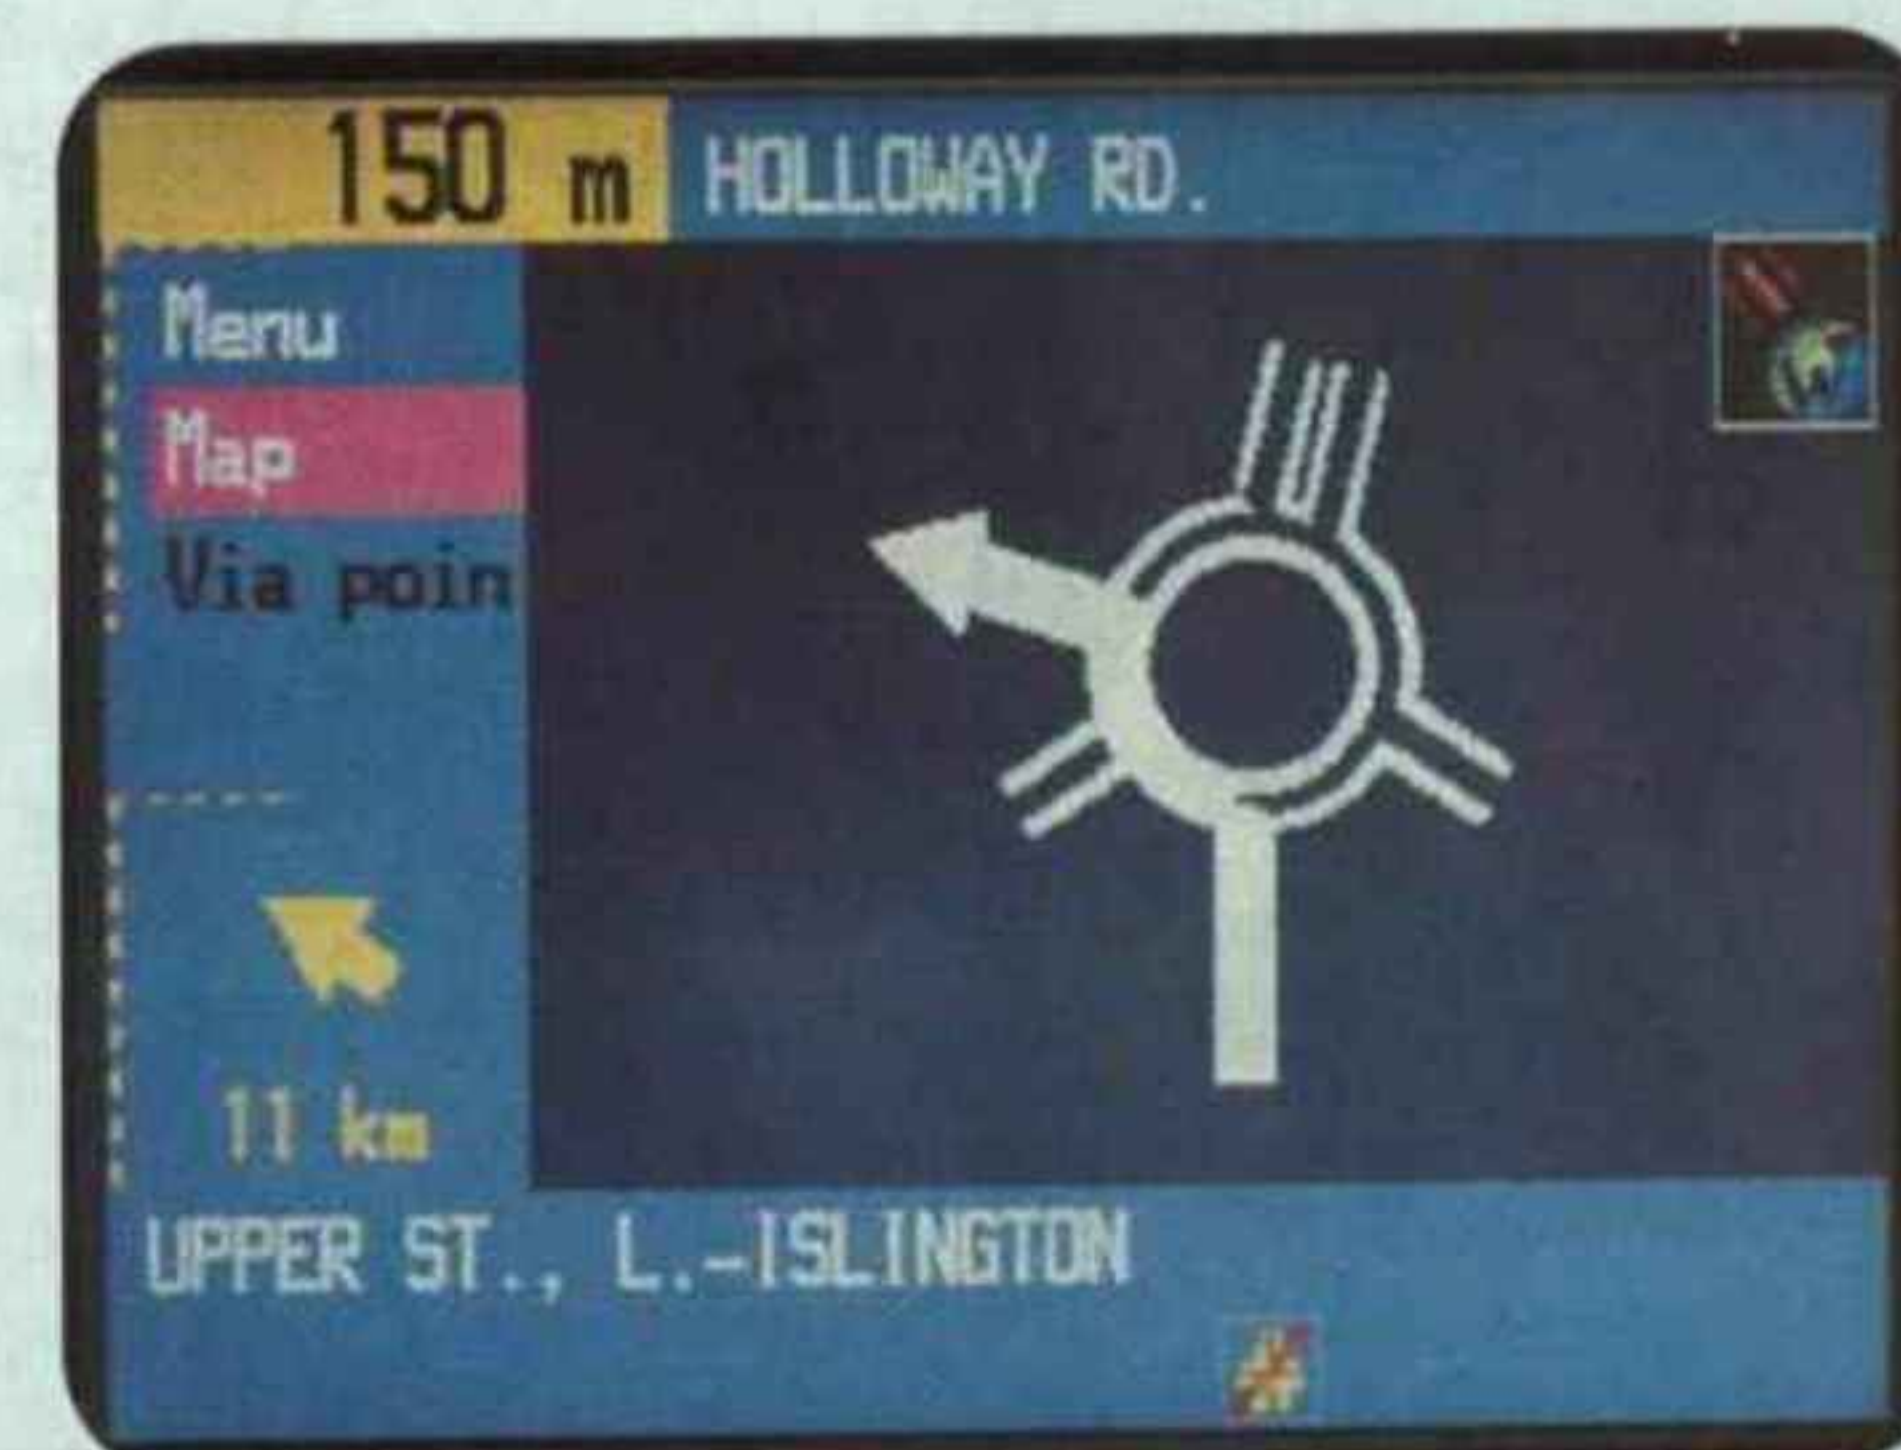 150 m HOLLOWAY RD.
Menu
Map
Via poin
11 km
UPPER ST., L.-ISLINGTON